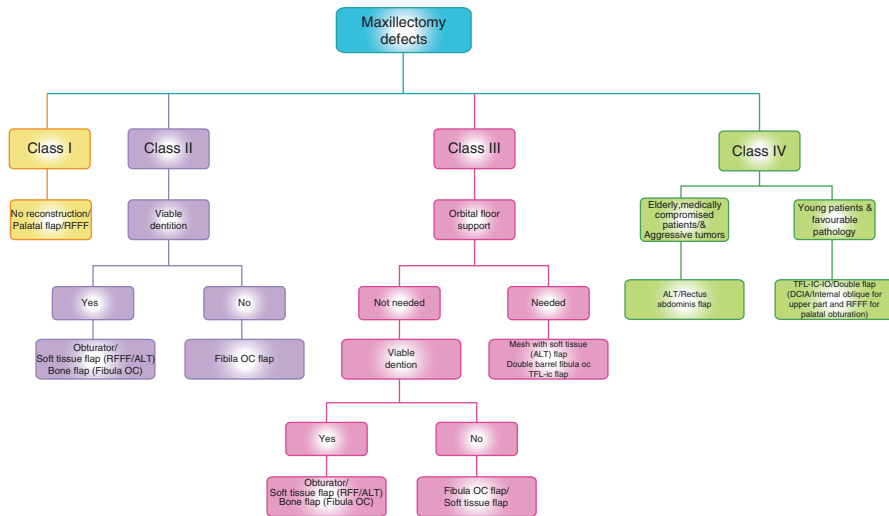 Maxillectomy
defects
Class I
Class II
Class III
Class IV
No reconstruction/
Palatal flap/RFFF
Viable
dentition
Orbital floor
support
Elderly,medically
compromised
patients/&
Aggressive tumors
Young patients &
favourable
pathology
Yes
No
Not needed
Needed
ALT/Rectus
abdominis flap
TFL-IC-IO/Double flap
(DCIA/Internal oblique for
upper part and RFFF for
palatal obturation)
Obturator/
Soft tissue flap (RFFF/ALT)
Bone flap (Fibula OC)
Fibila OC flap
Viable
dention
Mesh with soft tissue
(ALT) flap
Double barrel fibula oc
TFL-ic flap
Yes
No
Obturator/
Soft tissue flap (RFF/ALT)
Bone flap (Fibula OC)
Fibula OC flap/
Soft tissue flap